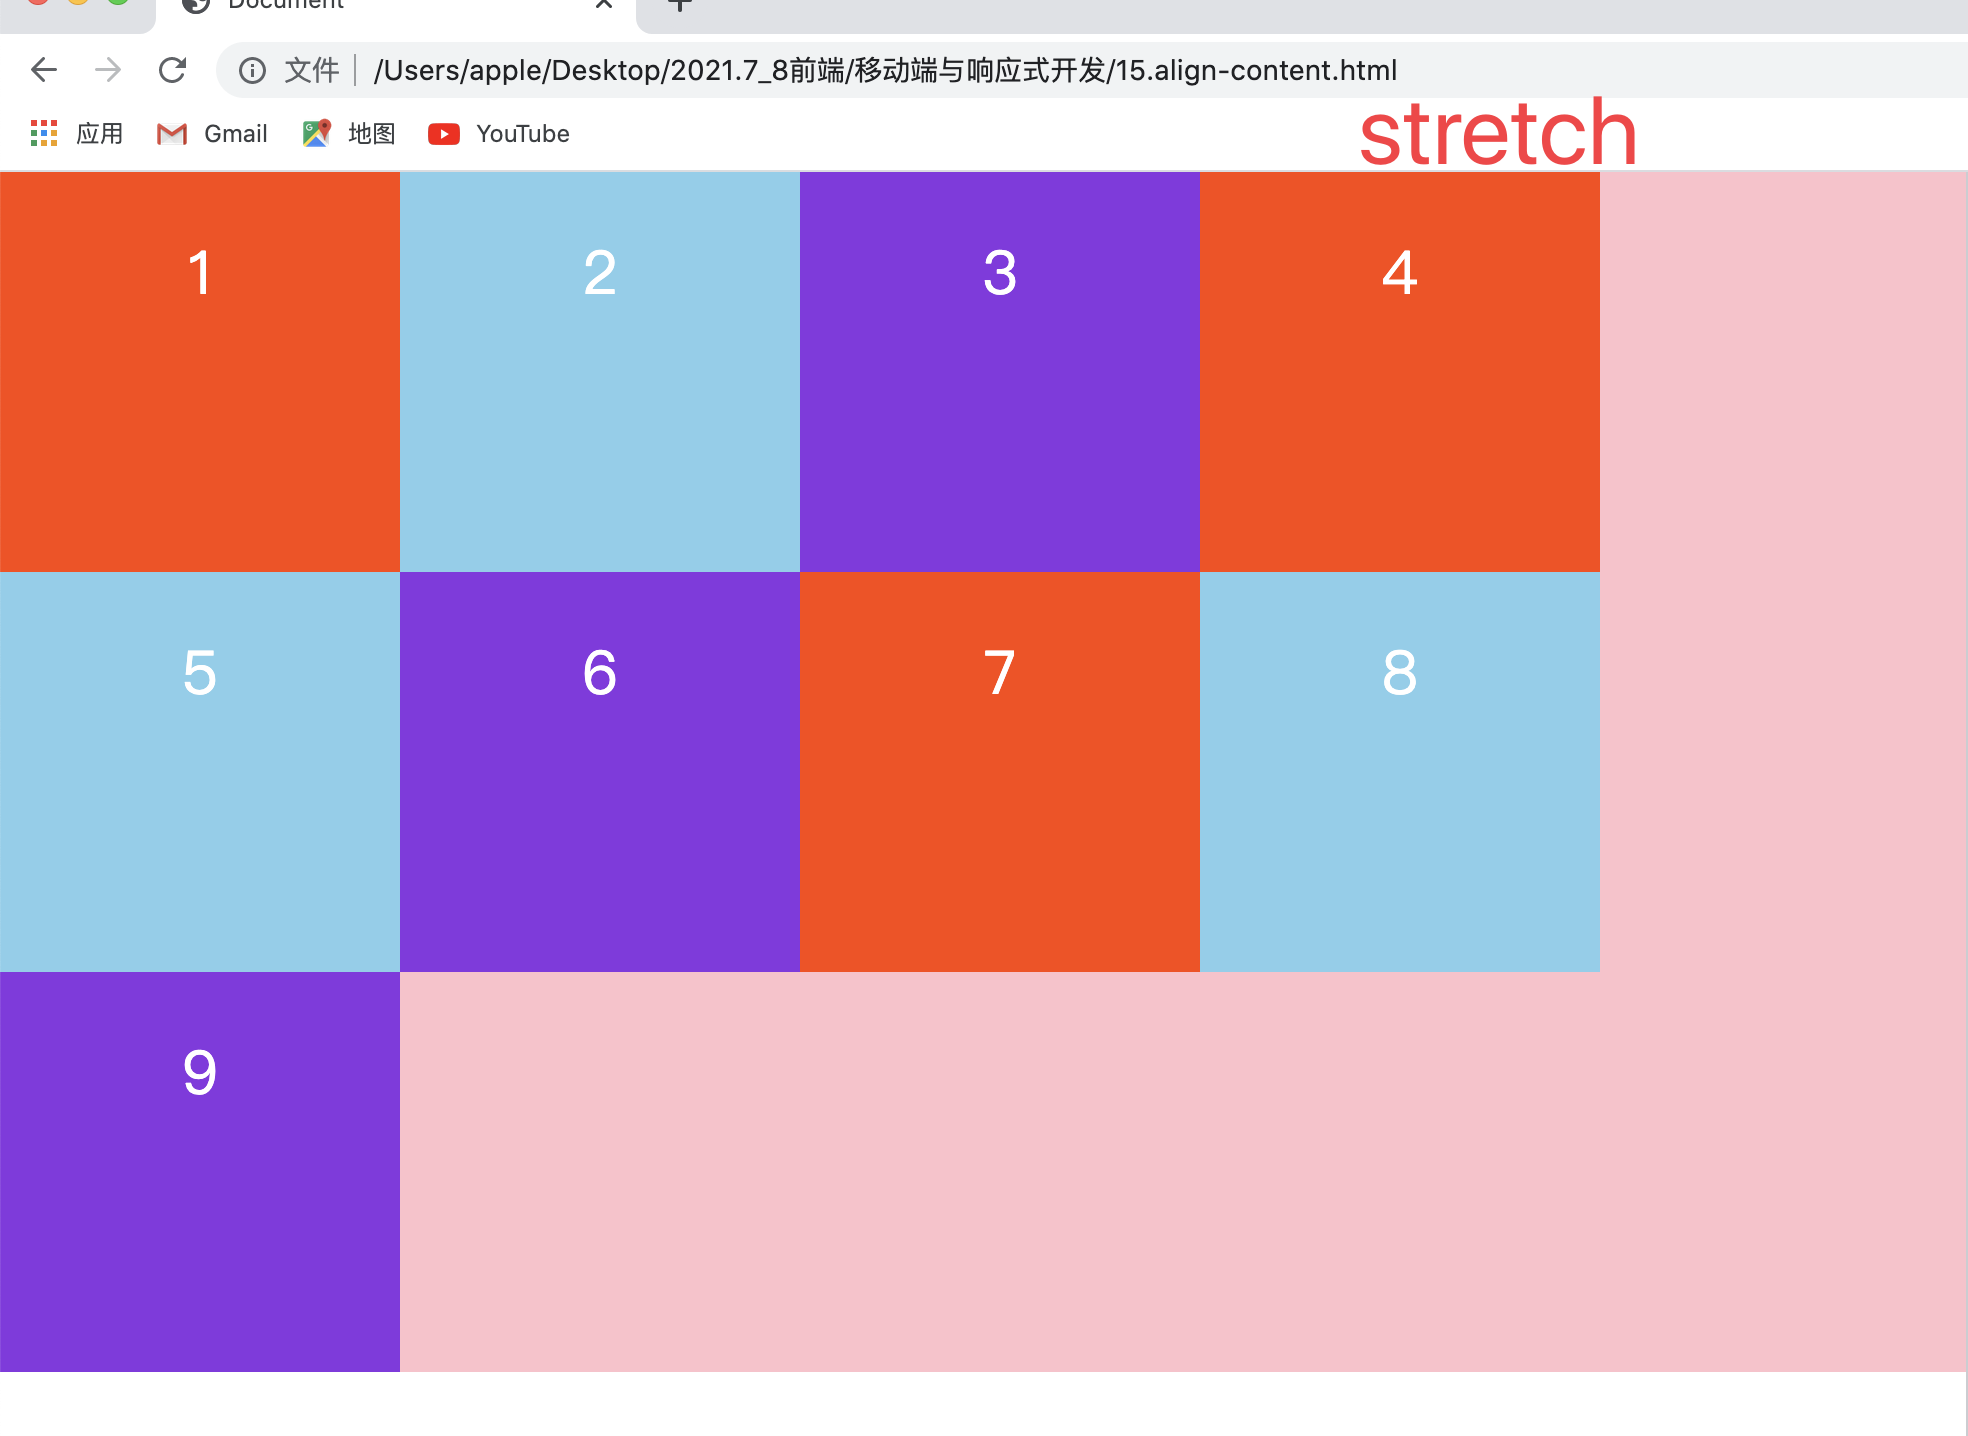 Document
文件 /Users/apple/Desktop/2021.7_8前端/移动端与响应式开发/15.align-content.html
应用 Gmail 地图 YouTube
stretch
1 2 3 4
5 6 7 8
9